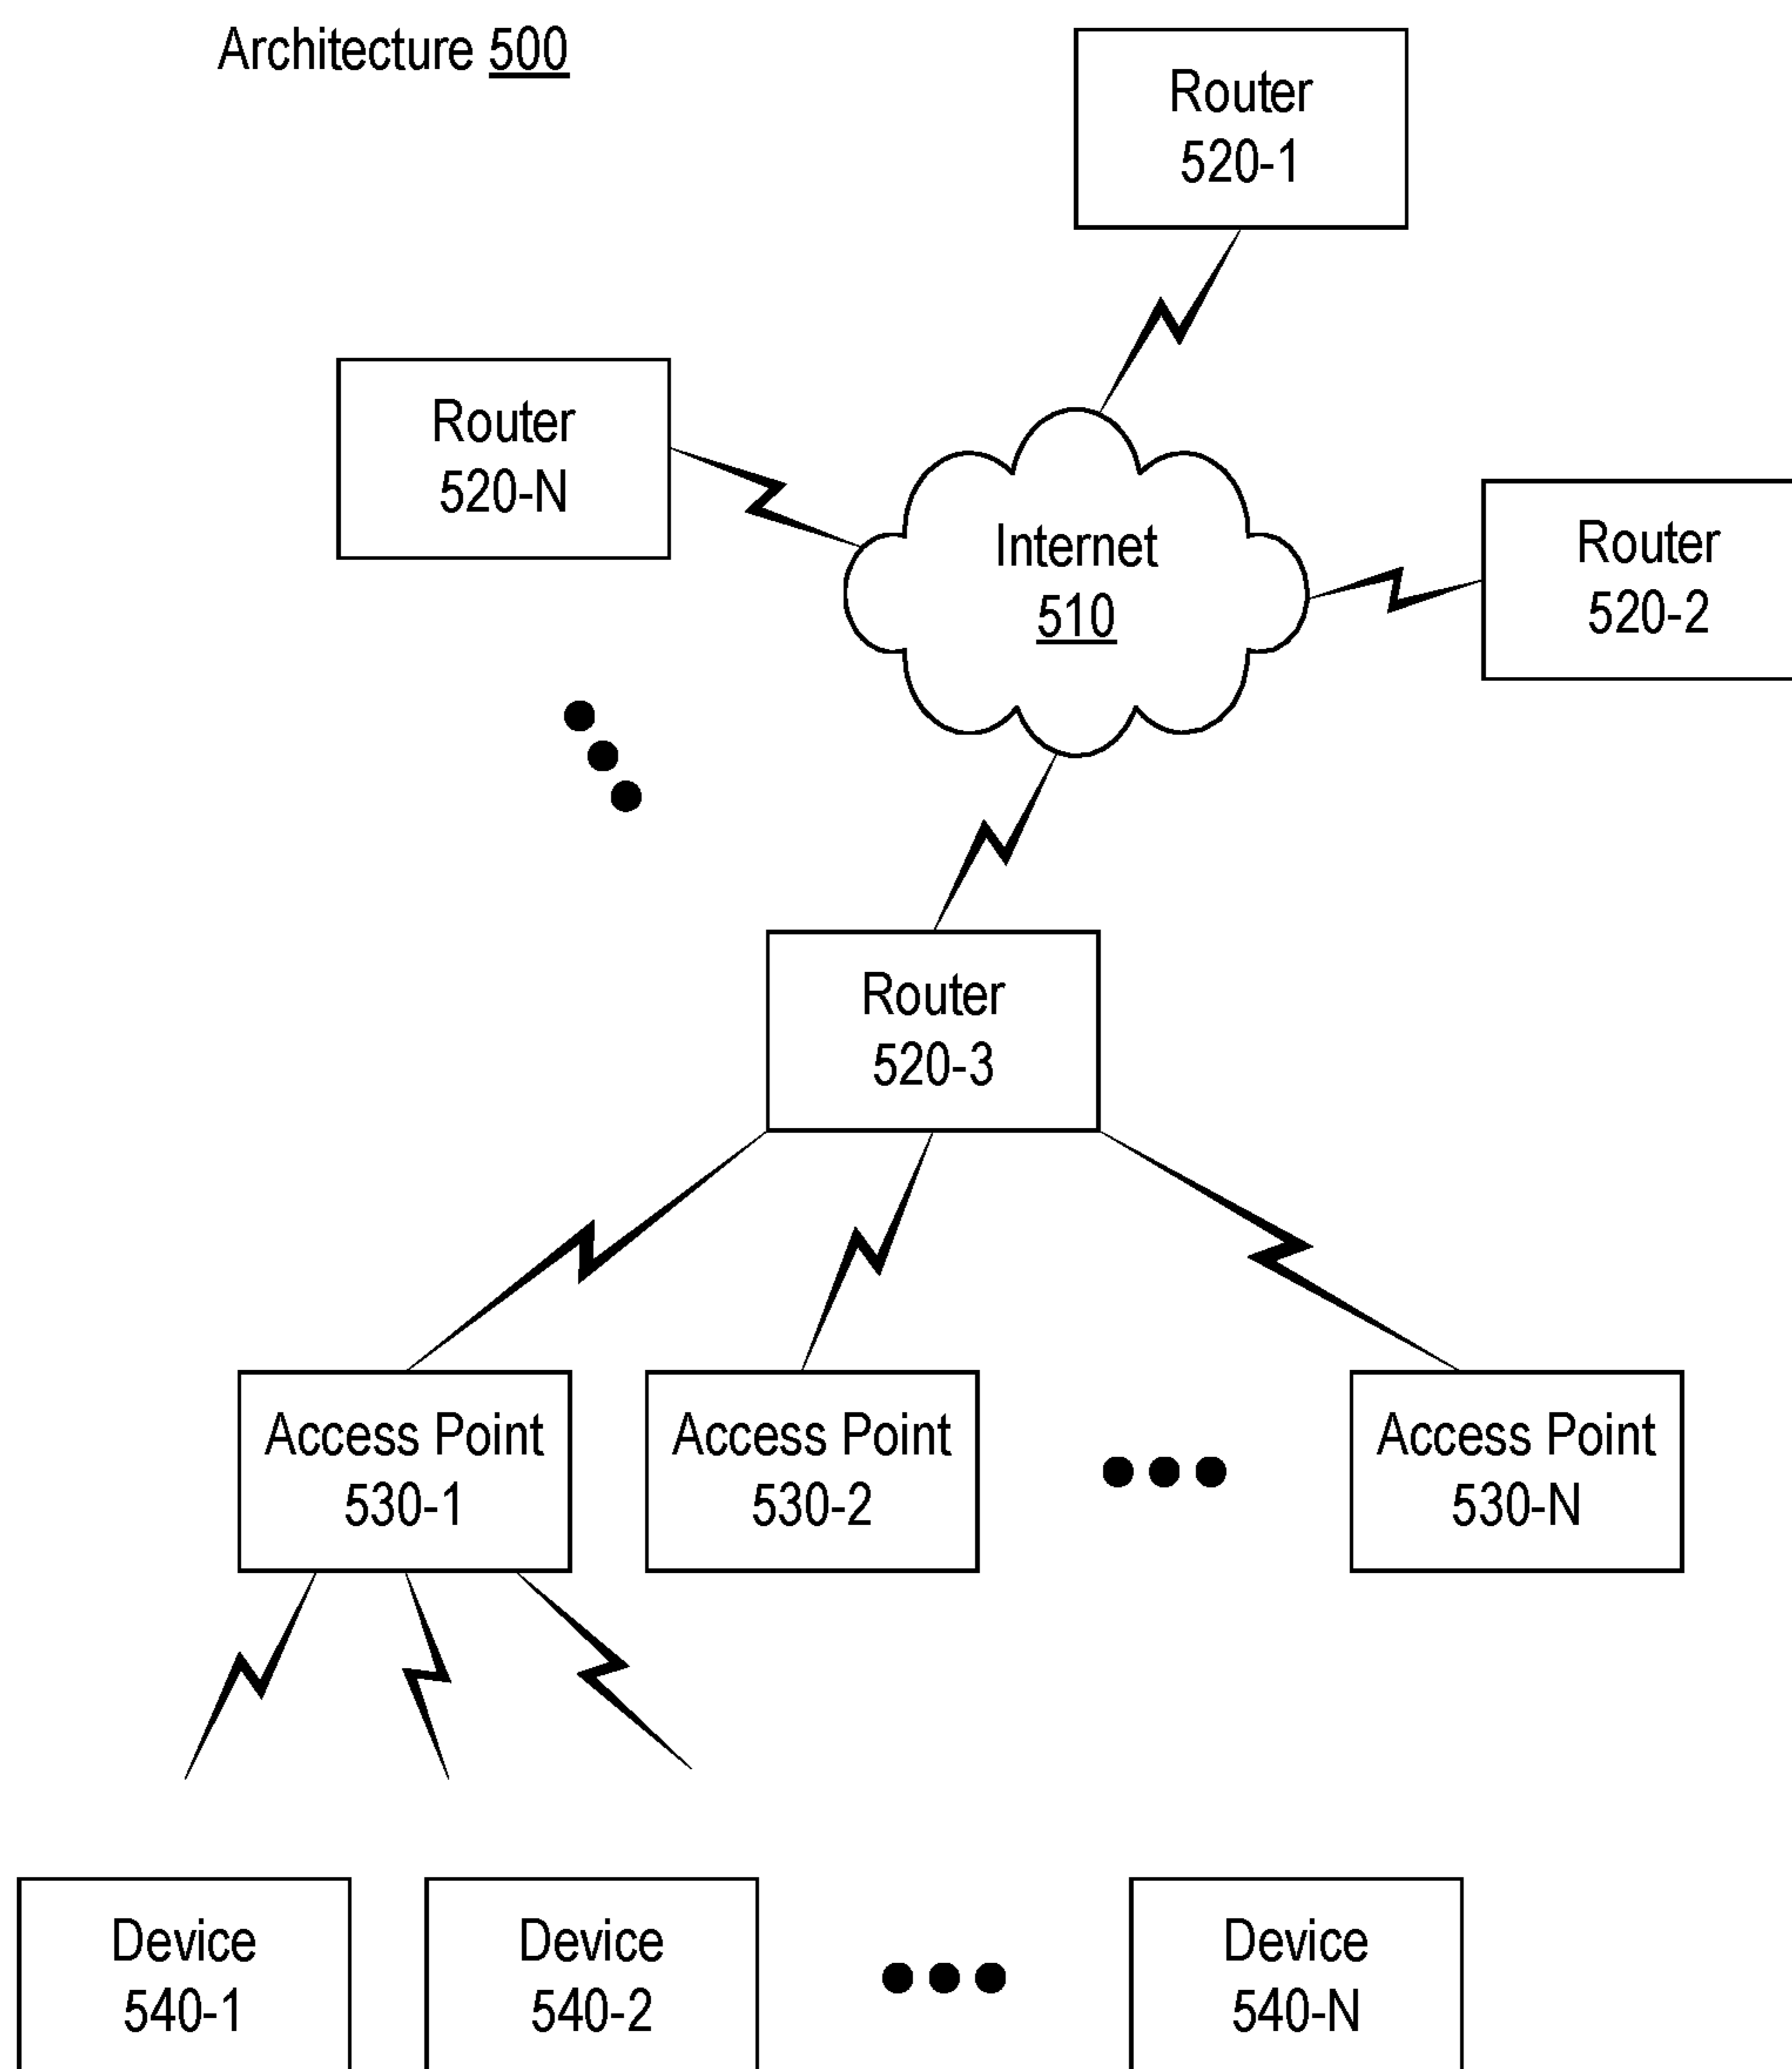 Architecture 500
Router
520-1
Router
520-N
Internet
510
Router
520-2
Router
520-3
Access Point
530-1
Access Point
530-2
Access Point
530-N
Device
540-1
Device
540-2
Device
540-N